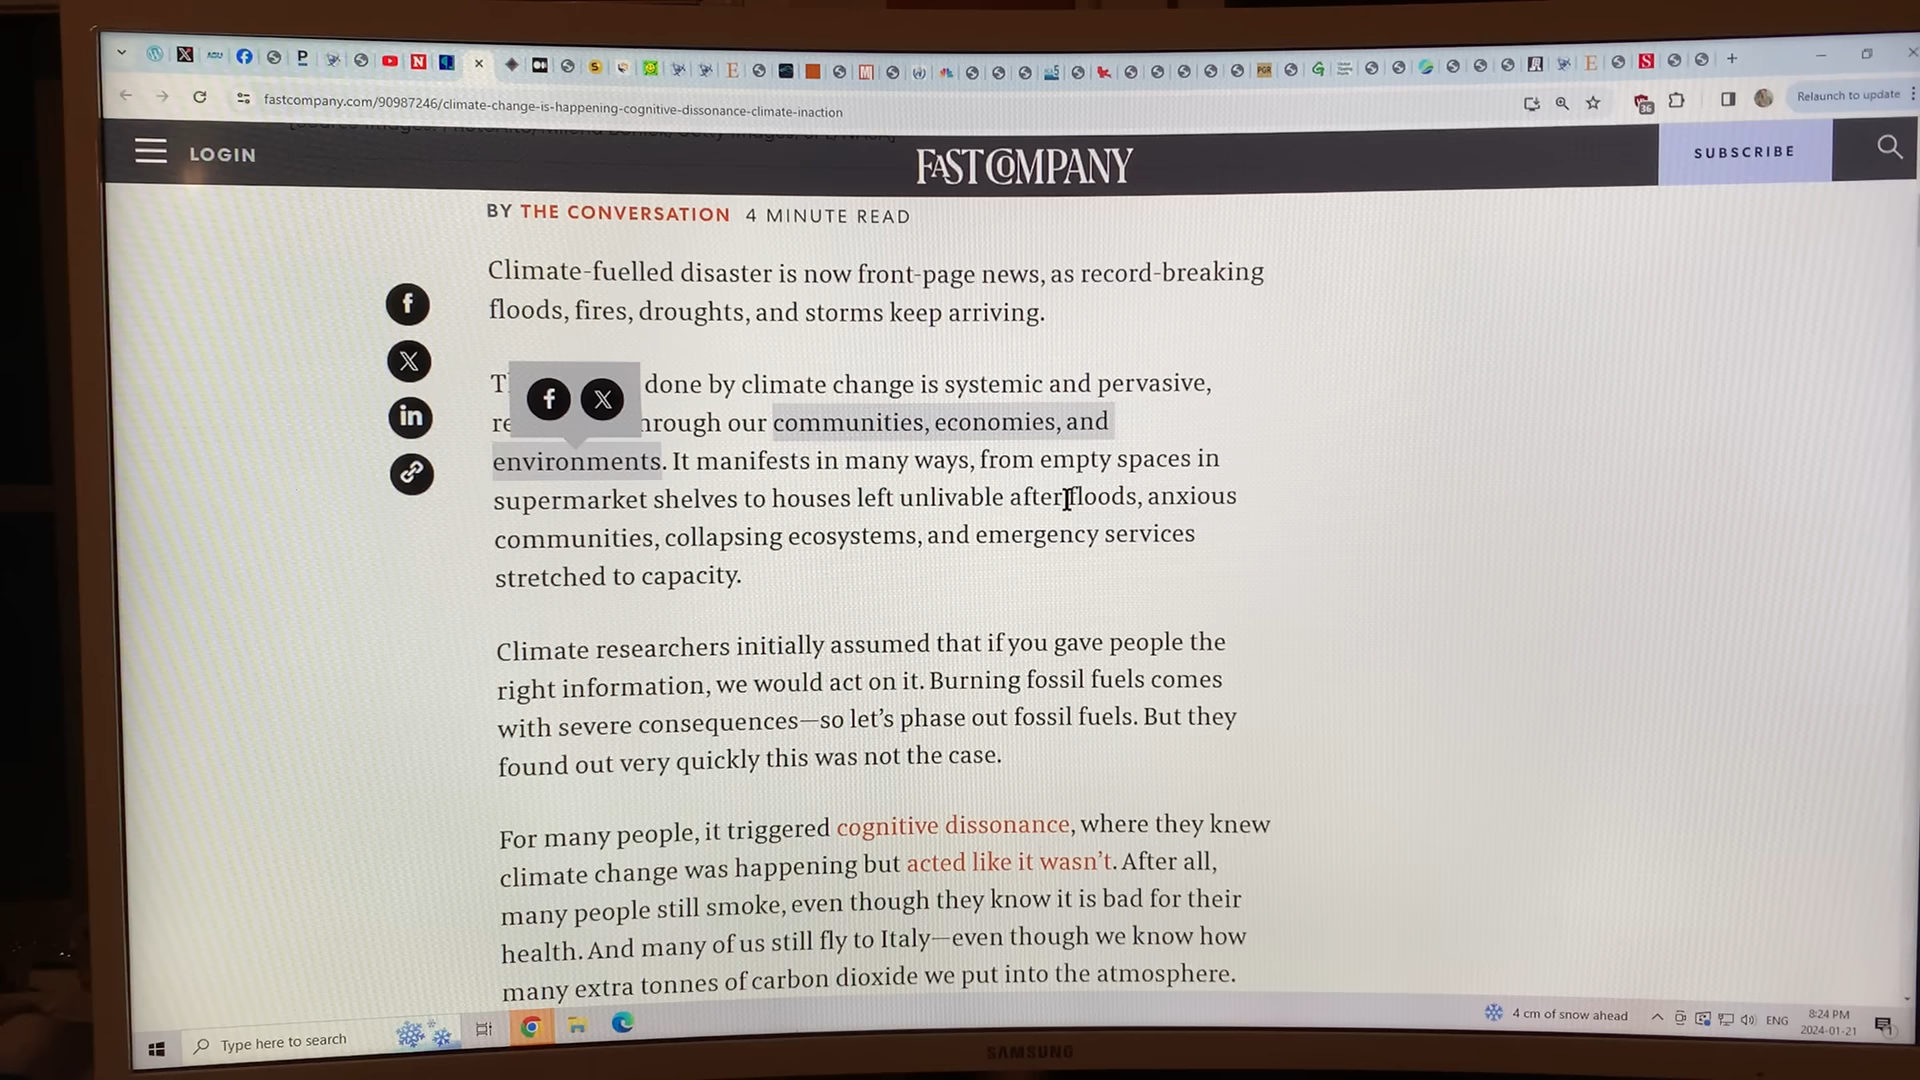 fastcompany.com/90987246/climate-change-is-happening-cognitive-dissonance-climate-inaction
Relaunch to update
LOGIN
FAST COMPANY
SUBSCRIBE
BY THE CONVERSATION 4 MINUTE READ
Climate-fuelled disaster is now front-page news, as record-breaking
floods, fires, droughts, and storms keep arriving.
done by climate change is systemic and pervasive,
through our communities, economies, and
environments. It manifests in many ways, from empty spaces in
supermarket shelves to houses left unlivable after floods, anxious
communities, collapsing ecosystems, and emergency services
stretched to capacity.
Climate researchers initially assumed that if you gave people the
right information, we would act on it. Burning fossil fuels comes
with severe consequences—so let's phase out fossil fuels. But they
found out very quickly this was not the case.
For many people, it triggered cognitive dissonance, where they knew
climate change was happening but acted like it wasn't. After all,
many people still smoke, even though they know it is bad for their
health. And many of us still fly to Italy—even though we know how
many extra tonnes of carbon dioxide we put into the atmosphere.
Type here to search
4 cm of snow ahead
ENG
8:24 PM
2024-01-21
SAMSUNG